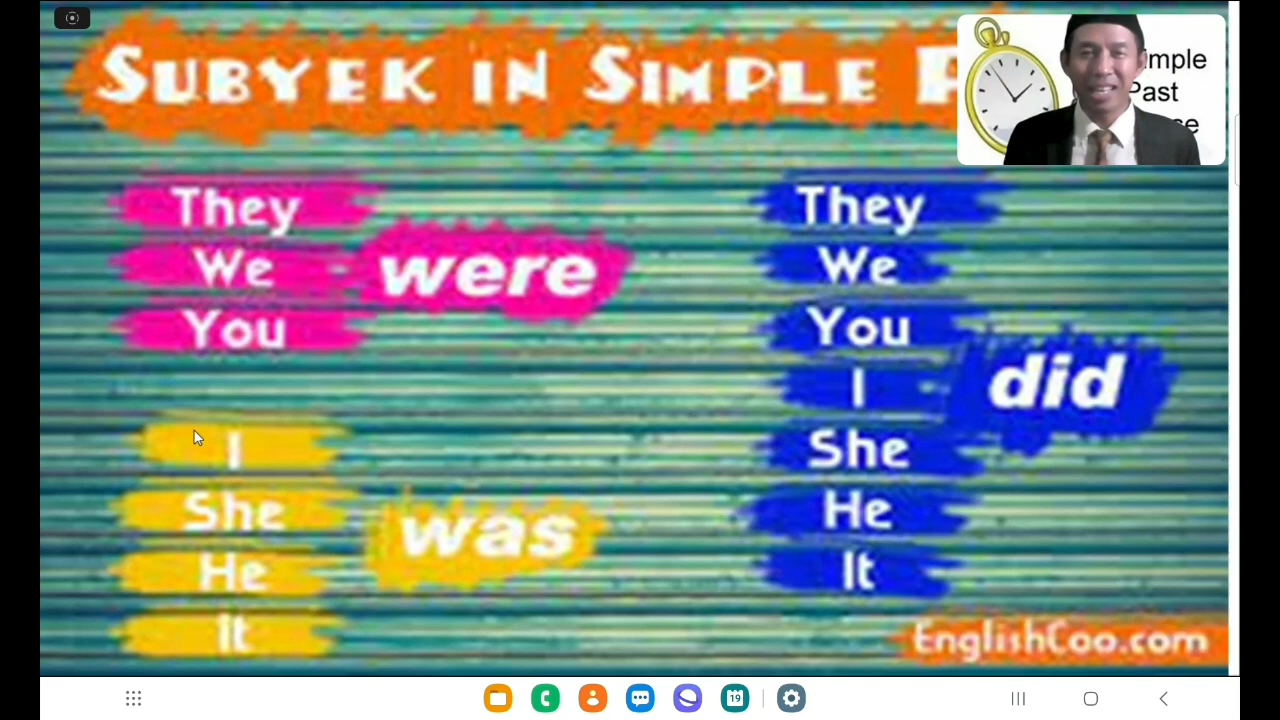 SUBYEK IN SIMPLE
They
We
You
were
I
She
He
It
was
They
We
You
I
She
He
It
did
EnglishCoo.com
Past
19